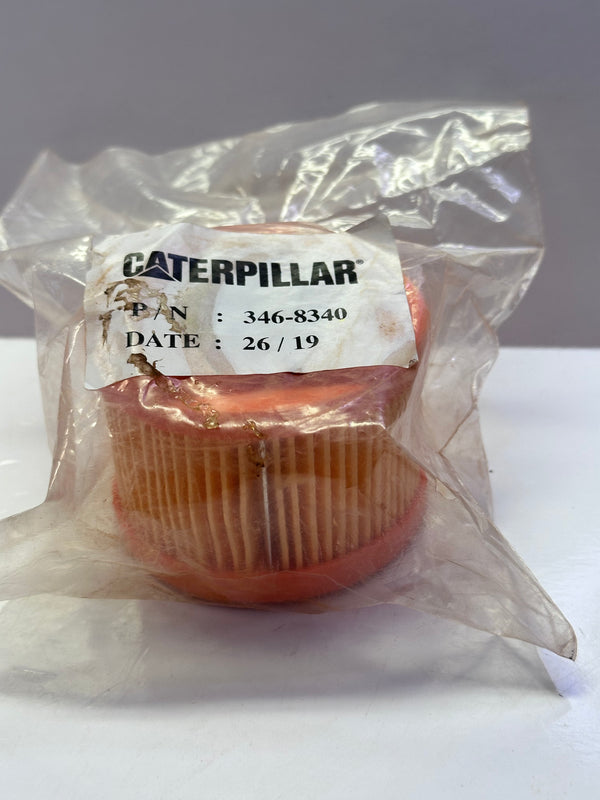 CATERPILLAR®
P/N : 346-8340
DATE : 26/19